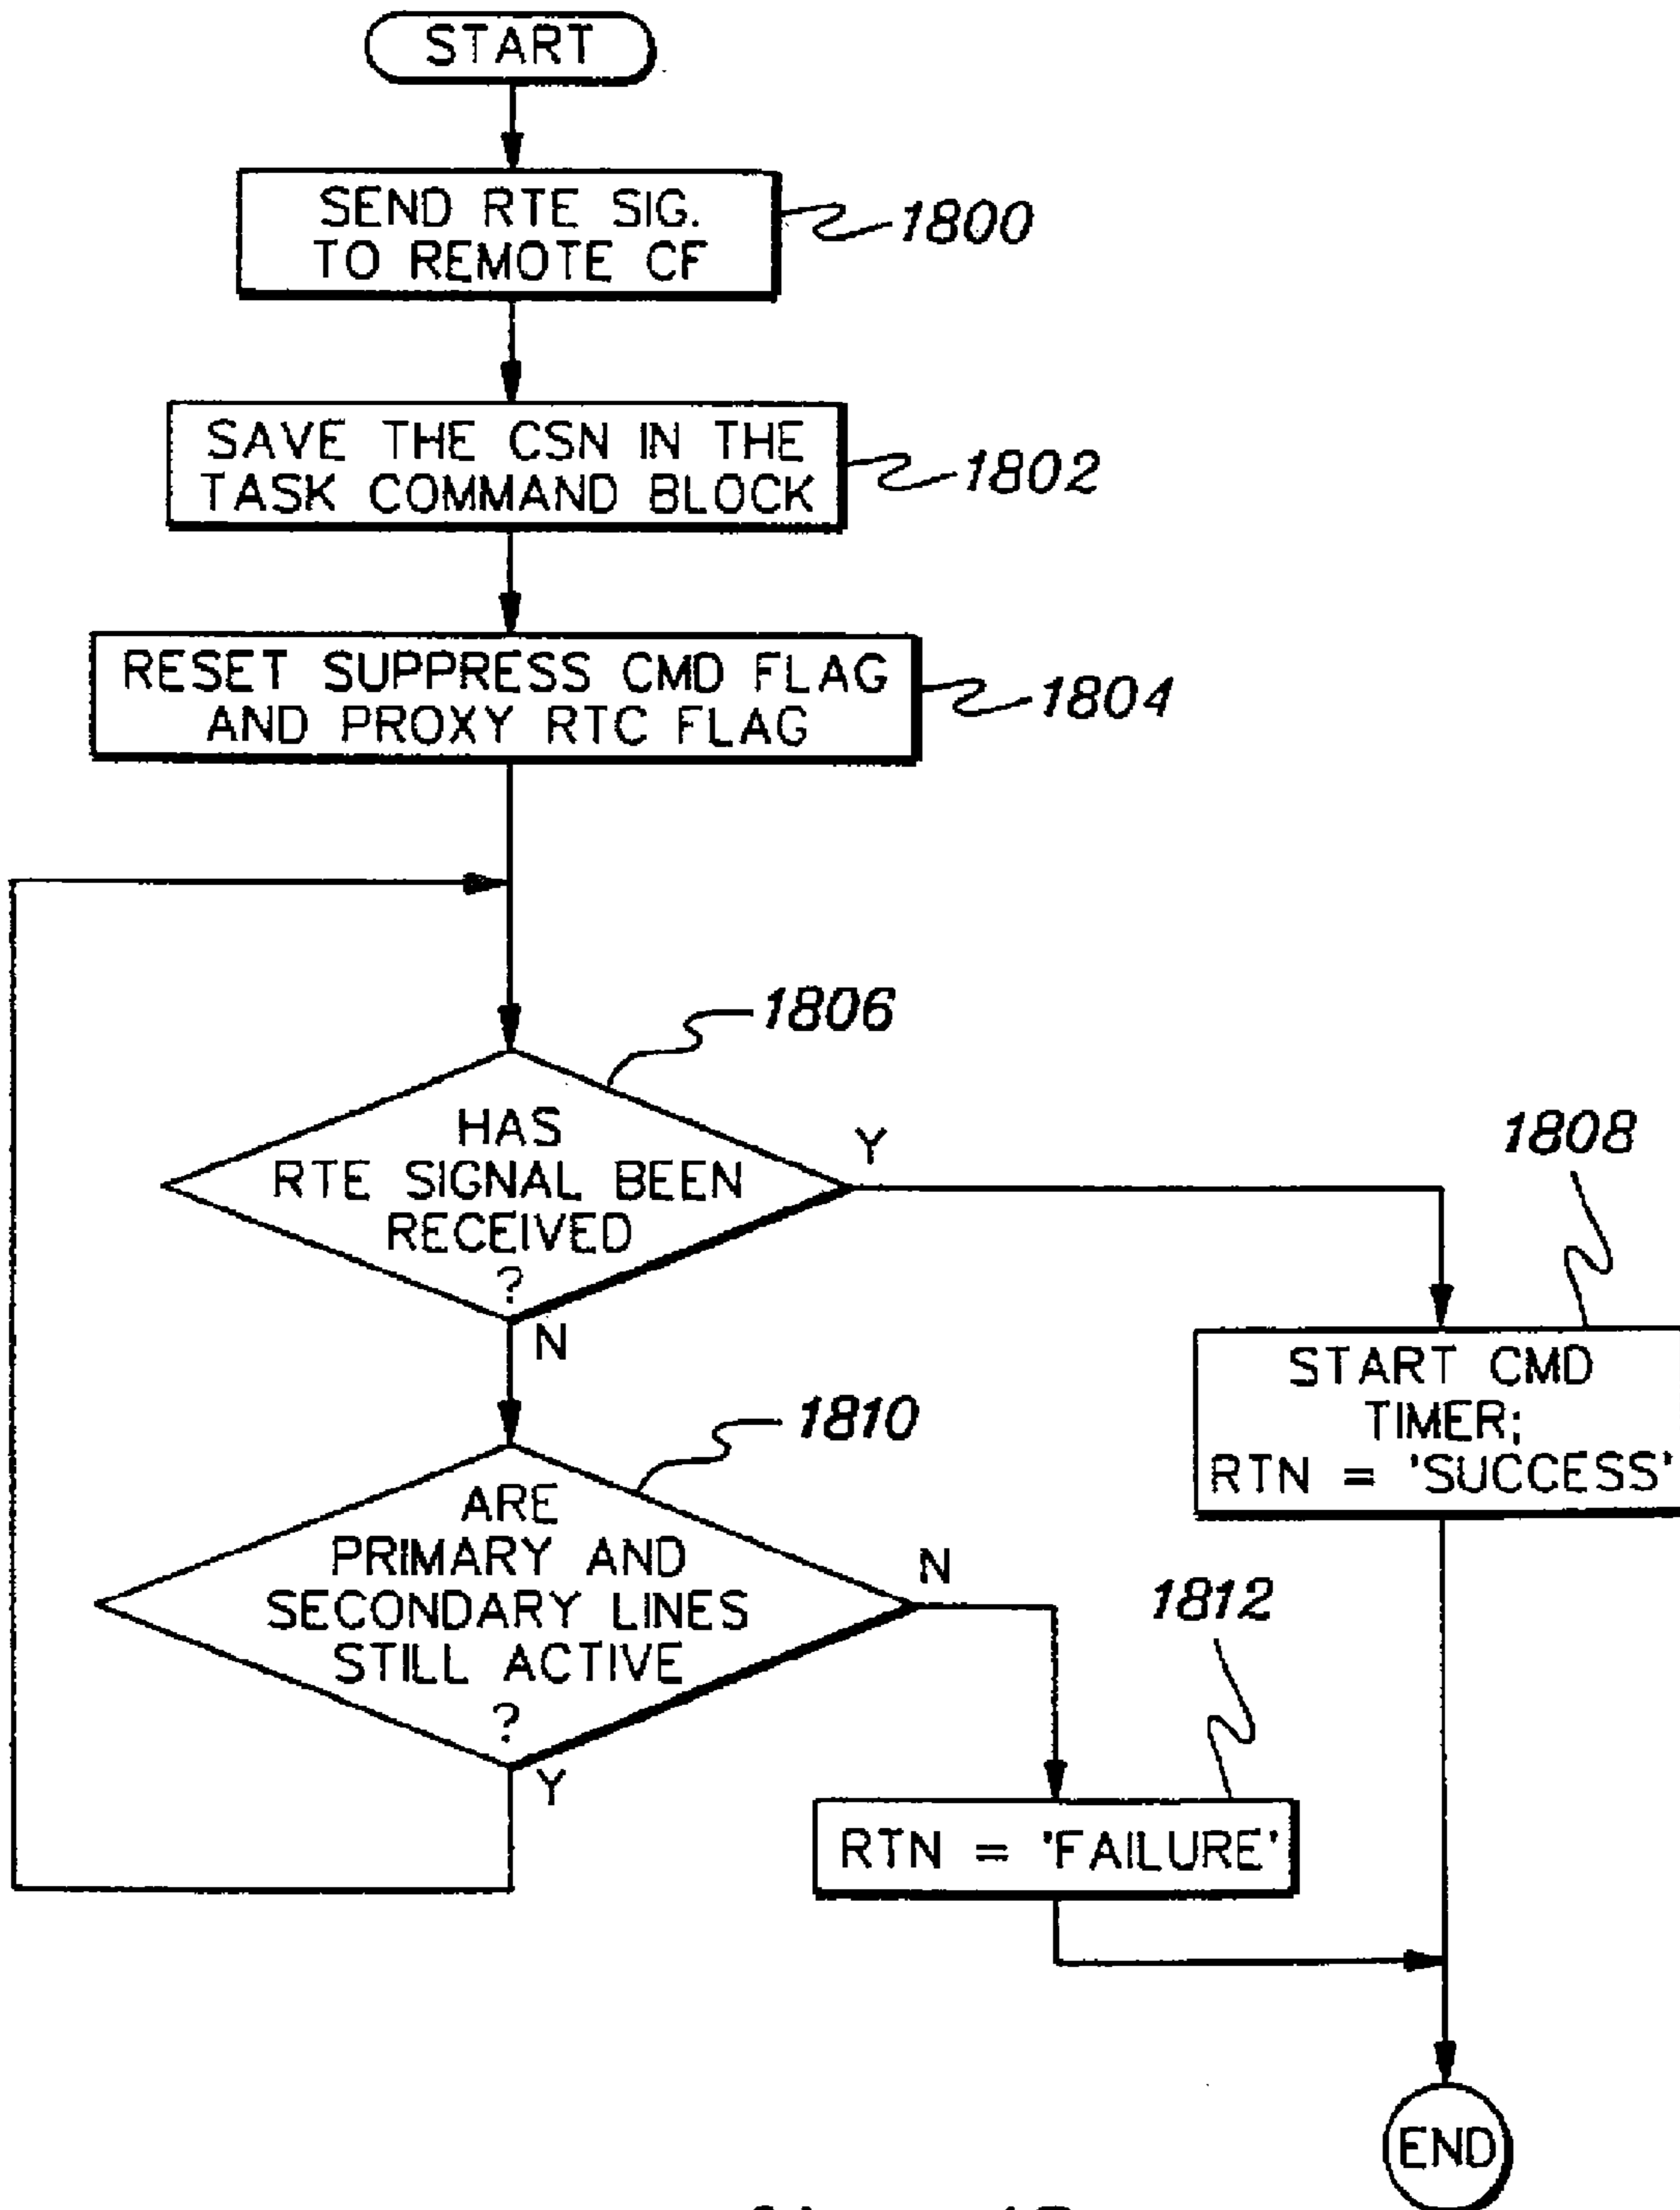 START
SEND RTE SIG.
TO REMOTE CF
1800
SAVE THE CSN IN THE
TASK COMMAND BLOCK
1802
RESET SUPPRESS CMD FLAG
AND PROXY RTC FLAG
1804
1806
HAS
RTE SIGNAL BEEN
RECEIVED
?
Y
N
1808
START CMD
TIMER;
RTN = 'SUCCESS'
1810
ARE
PRIMARY AND
SECONDARY LINES
STILL ACTIVE
?
N
Y
1812
RTN = 'FAILURE'
END